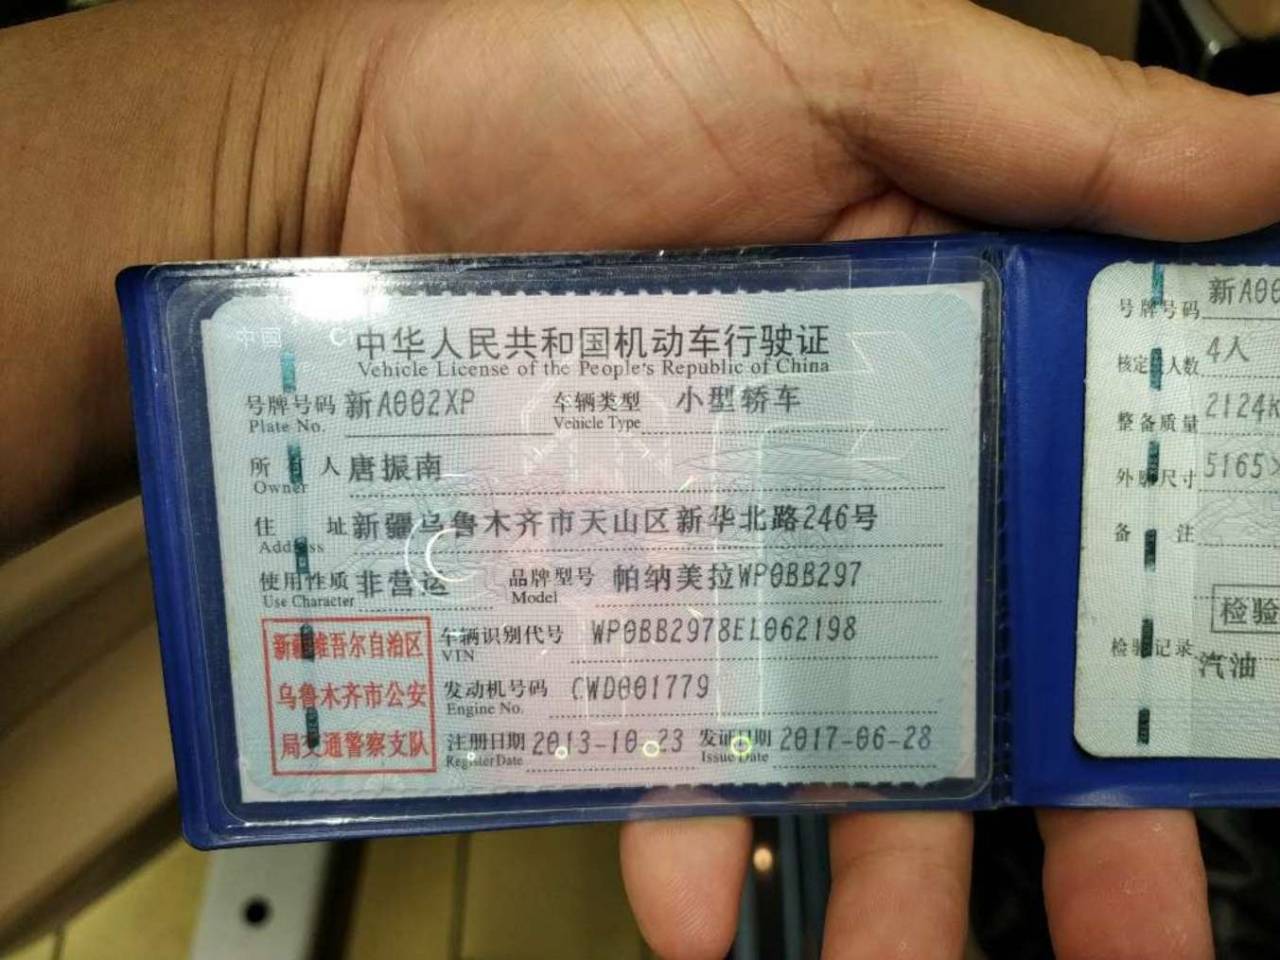 中国
中华人民共和国机动车行驶证
Vehicle License of the People's Republic of China
号牌号码 新A002XP 车辆类型 小型轿车
Plate No. Vehicle Type
所 人 唐振南
Owner
住 址 新疆乌鲁木齐市天山区新华北路246号
Address
使用性质 非营运 品牌型号 帕纳美拉WP0BB297
Use Character Model
新疆维吾尔自治区
乌鲁木齐市公安
局交通警察支队
车辆识别代号 WP0BB2978EL062198
VIN
发动机号码 CWD001779
Engine No.
注册日期 2013-10-23 发证日期 2017-06-28
Register Date Issue Date
号牌号码 新A00
核定 人数 4人
整备质量 2124K
外 尺寸 5165×
备 注
检验
检 记录
汽油